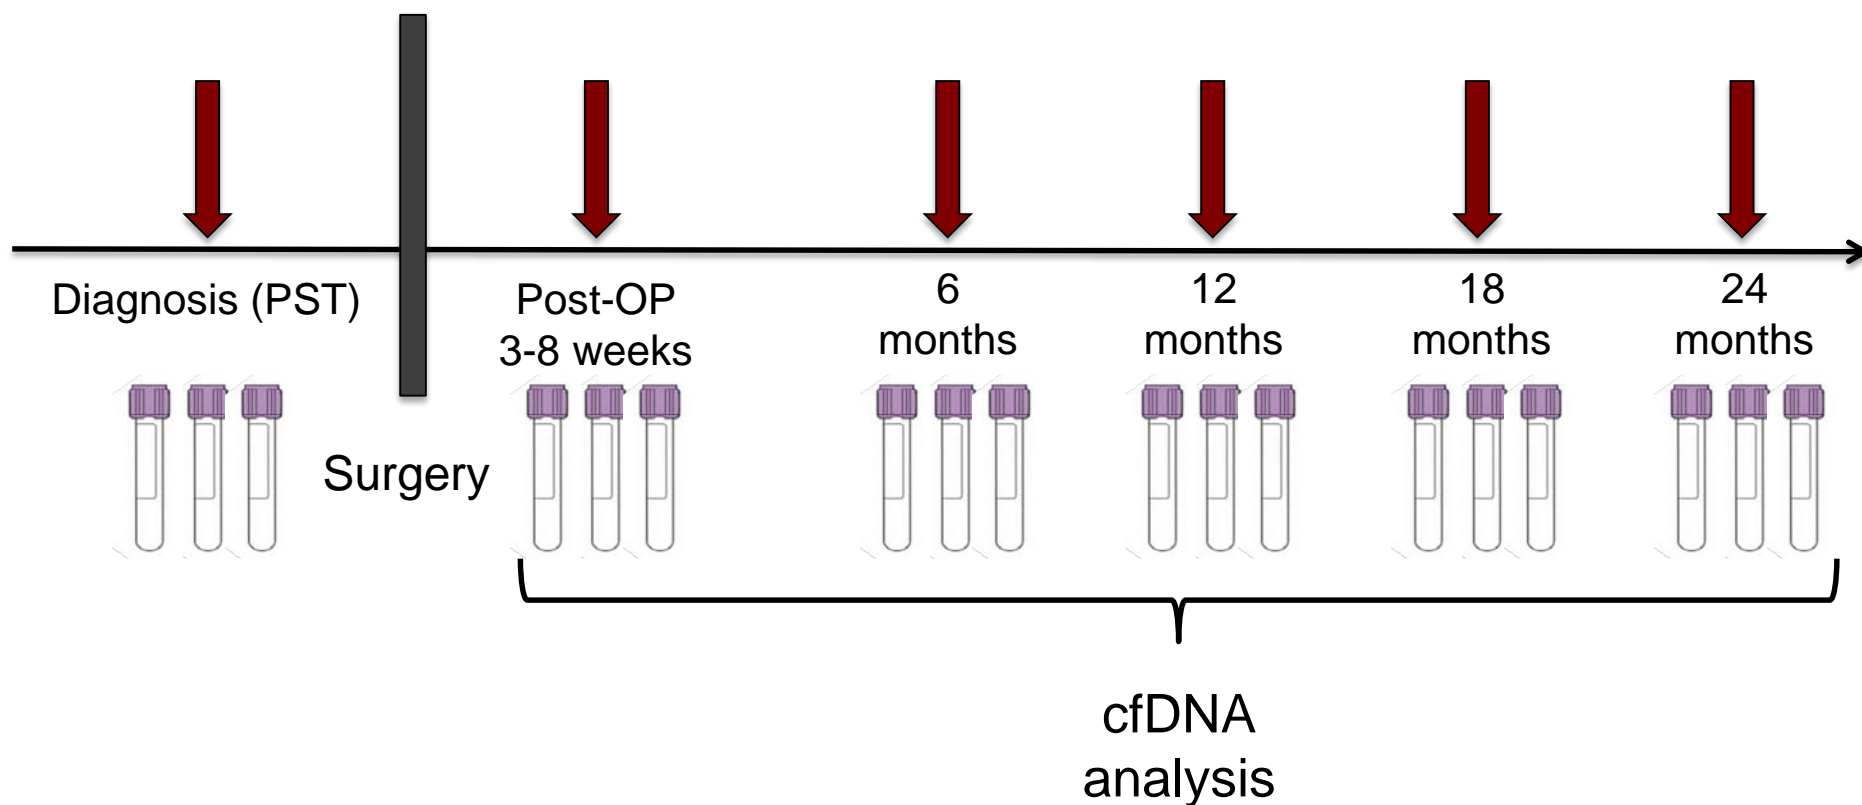 Diagnosis (PST)
Surgery
Post-OP
3-8 weeks
6
months
12
months
18
months
24
months
cfDNA
analysis